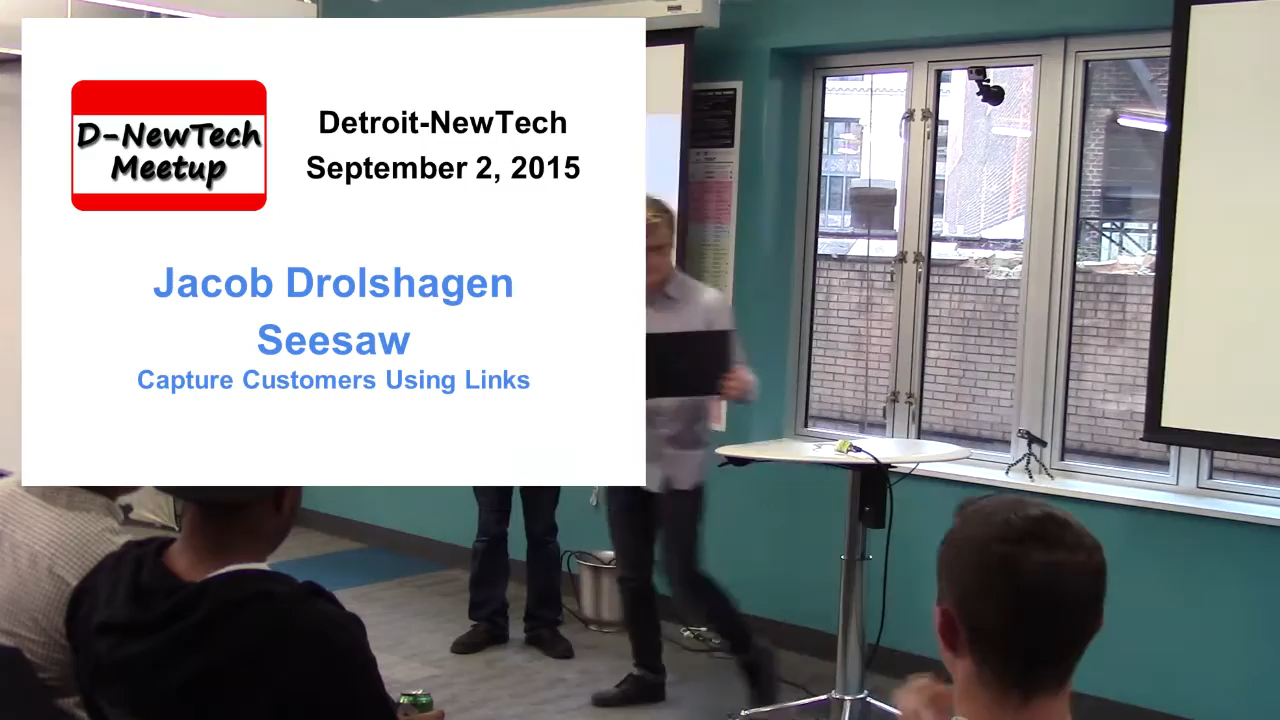 D-NewTech
Meetup
Detroit-NewTech
September 2, 2015
Jacob Drolshagen
Seesaw
Capture Customers Using Links